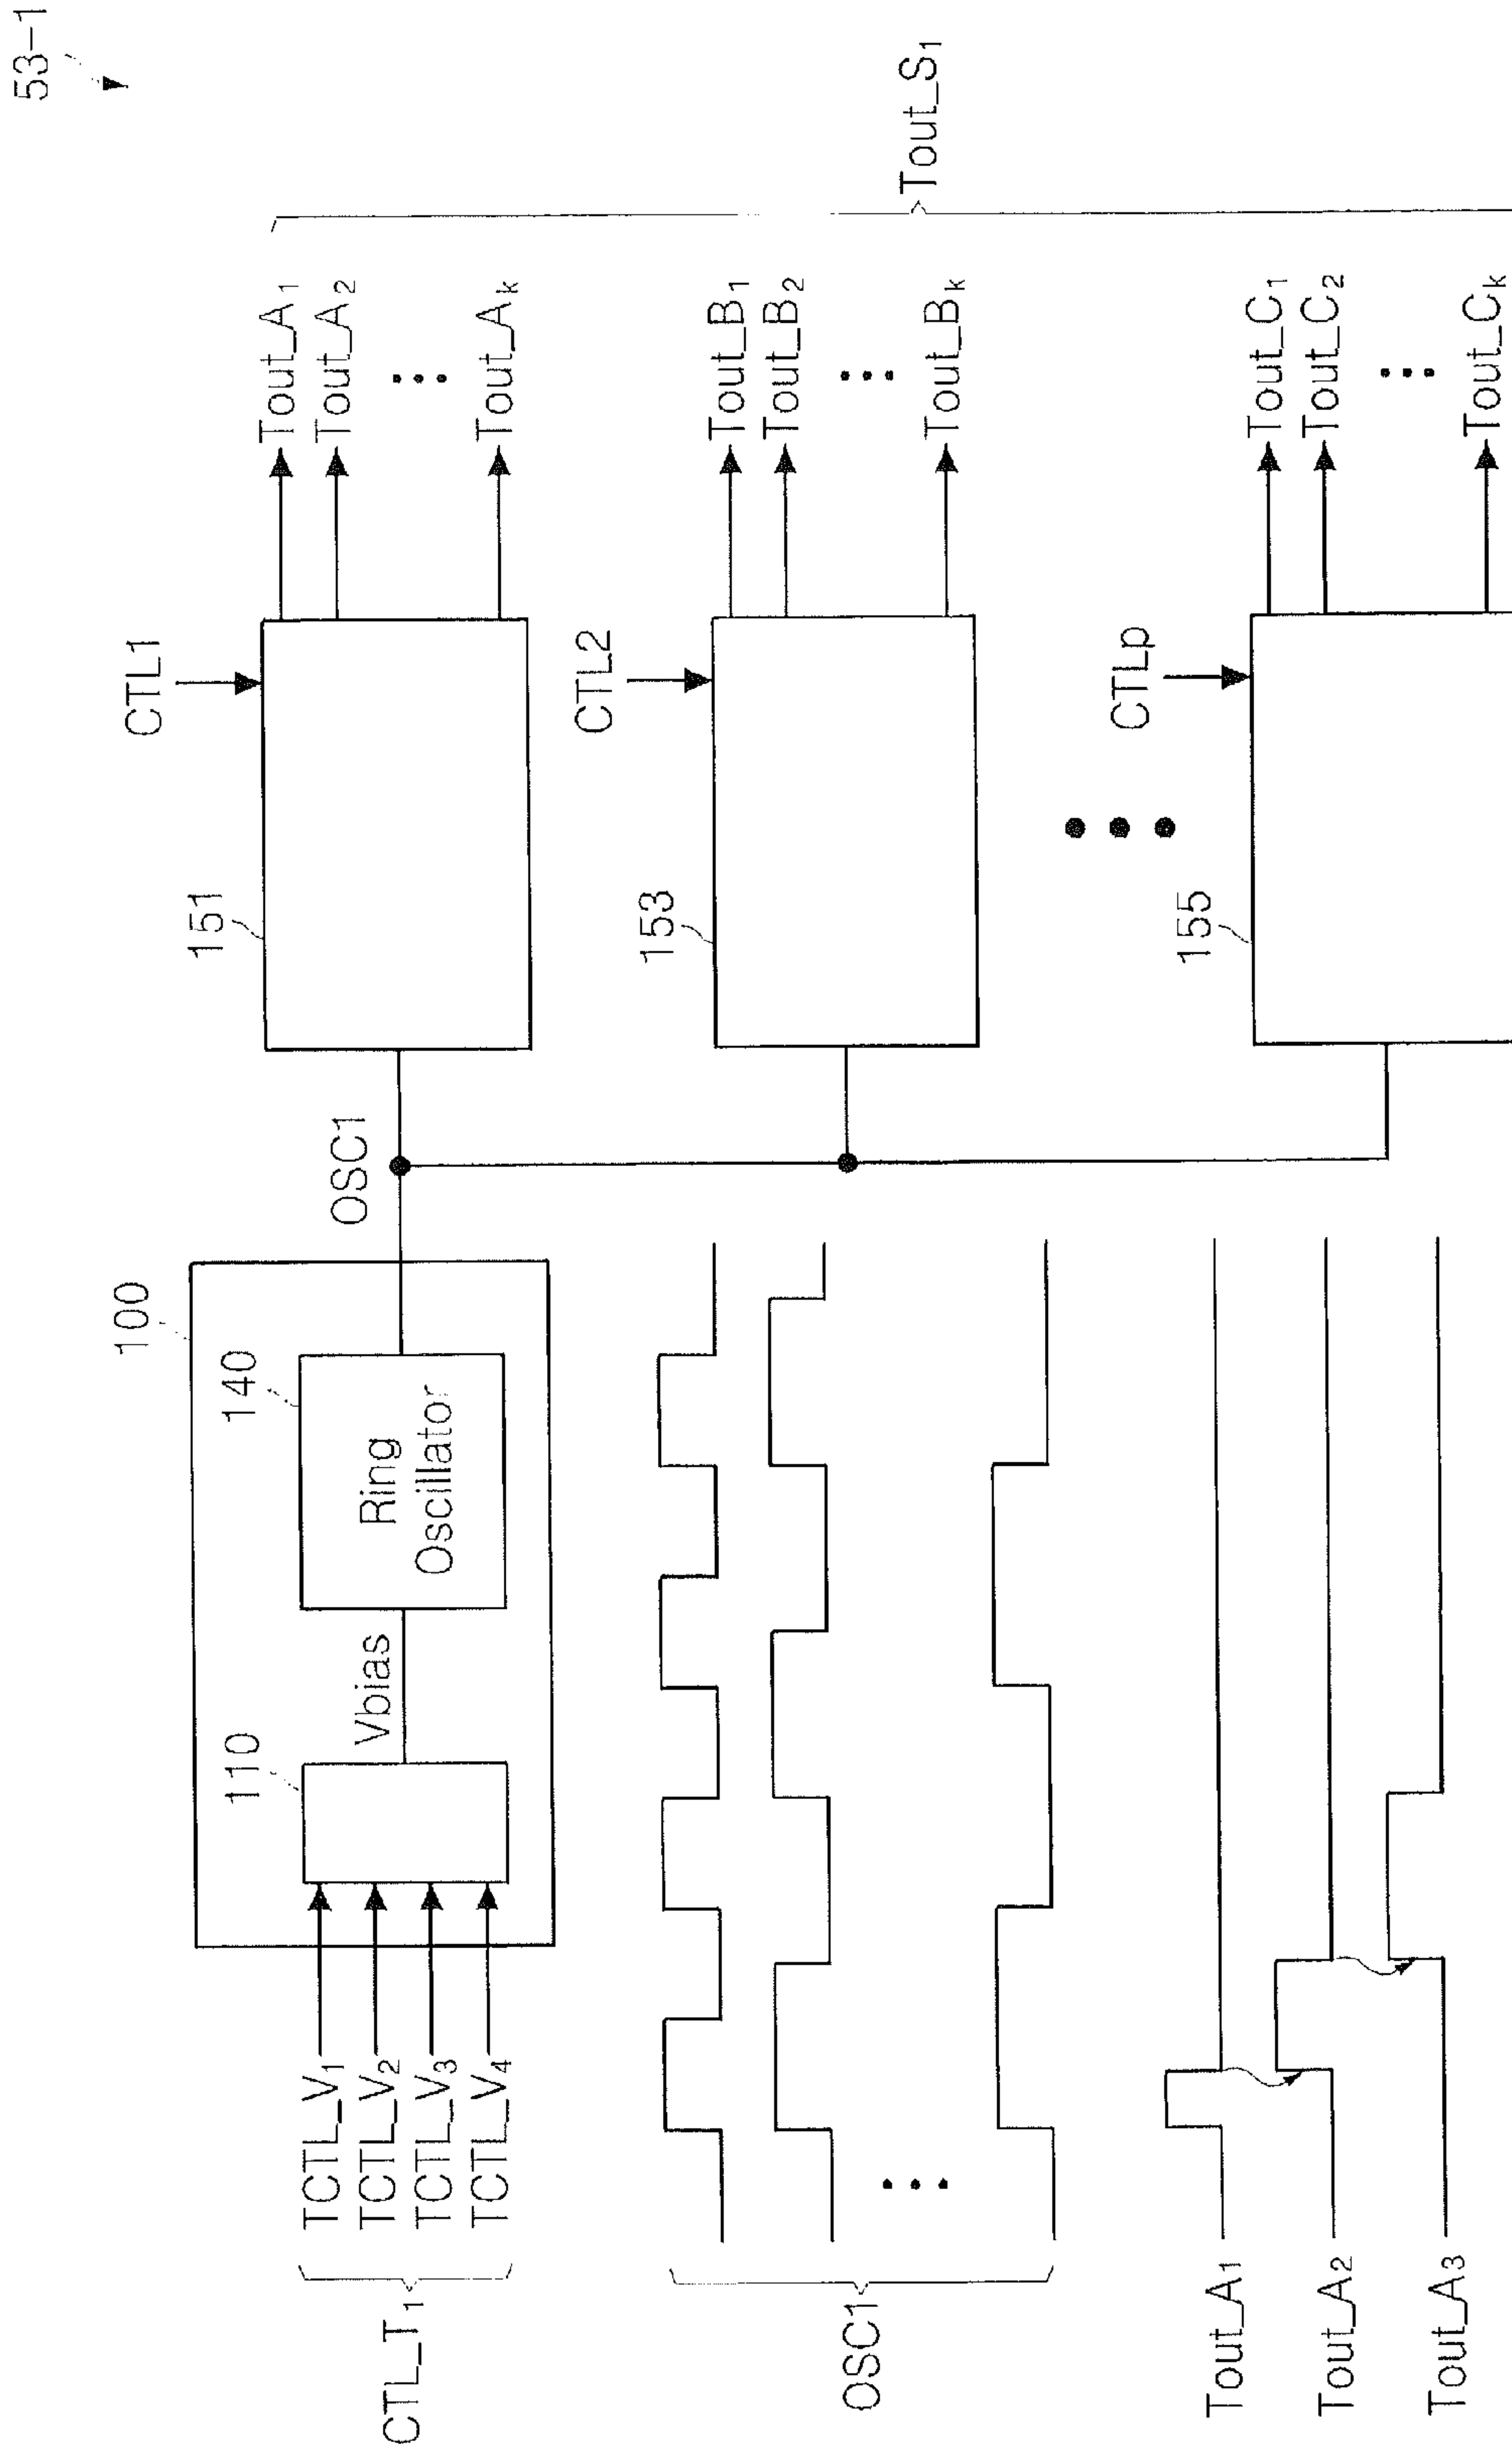 53-1
100
110
140
Vbias
Ring
Oscillator
TCTL_V₁
TCTL_V₂
TCTL_V₃
TCTL_V₄
CTL_T₁
OSC1
151
CTL1
Tout_A₁
Tout_A₂
Tout_Aₖ
153
CTL2
Tout_B₁
Tout_B₂
Tout_Bₖ
155
CTLp
Tout_C₁
Tout_C₂
Tout_Cₖ
Tout_S₁
OSC1
Tout_A₁
Tout_A₂
Tout_A₃